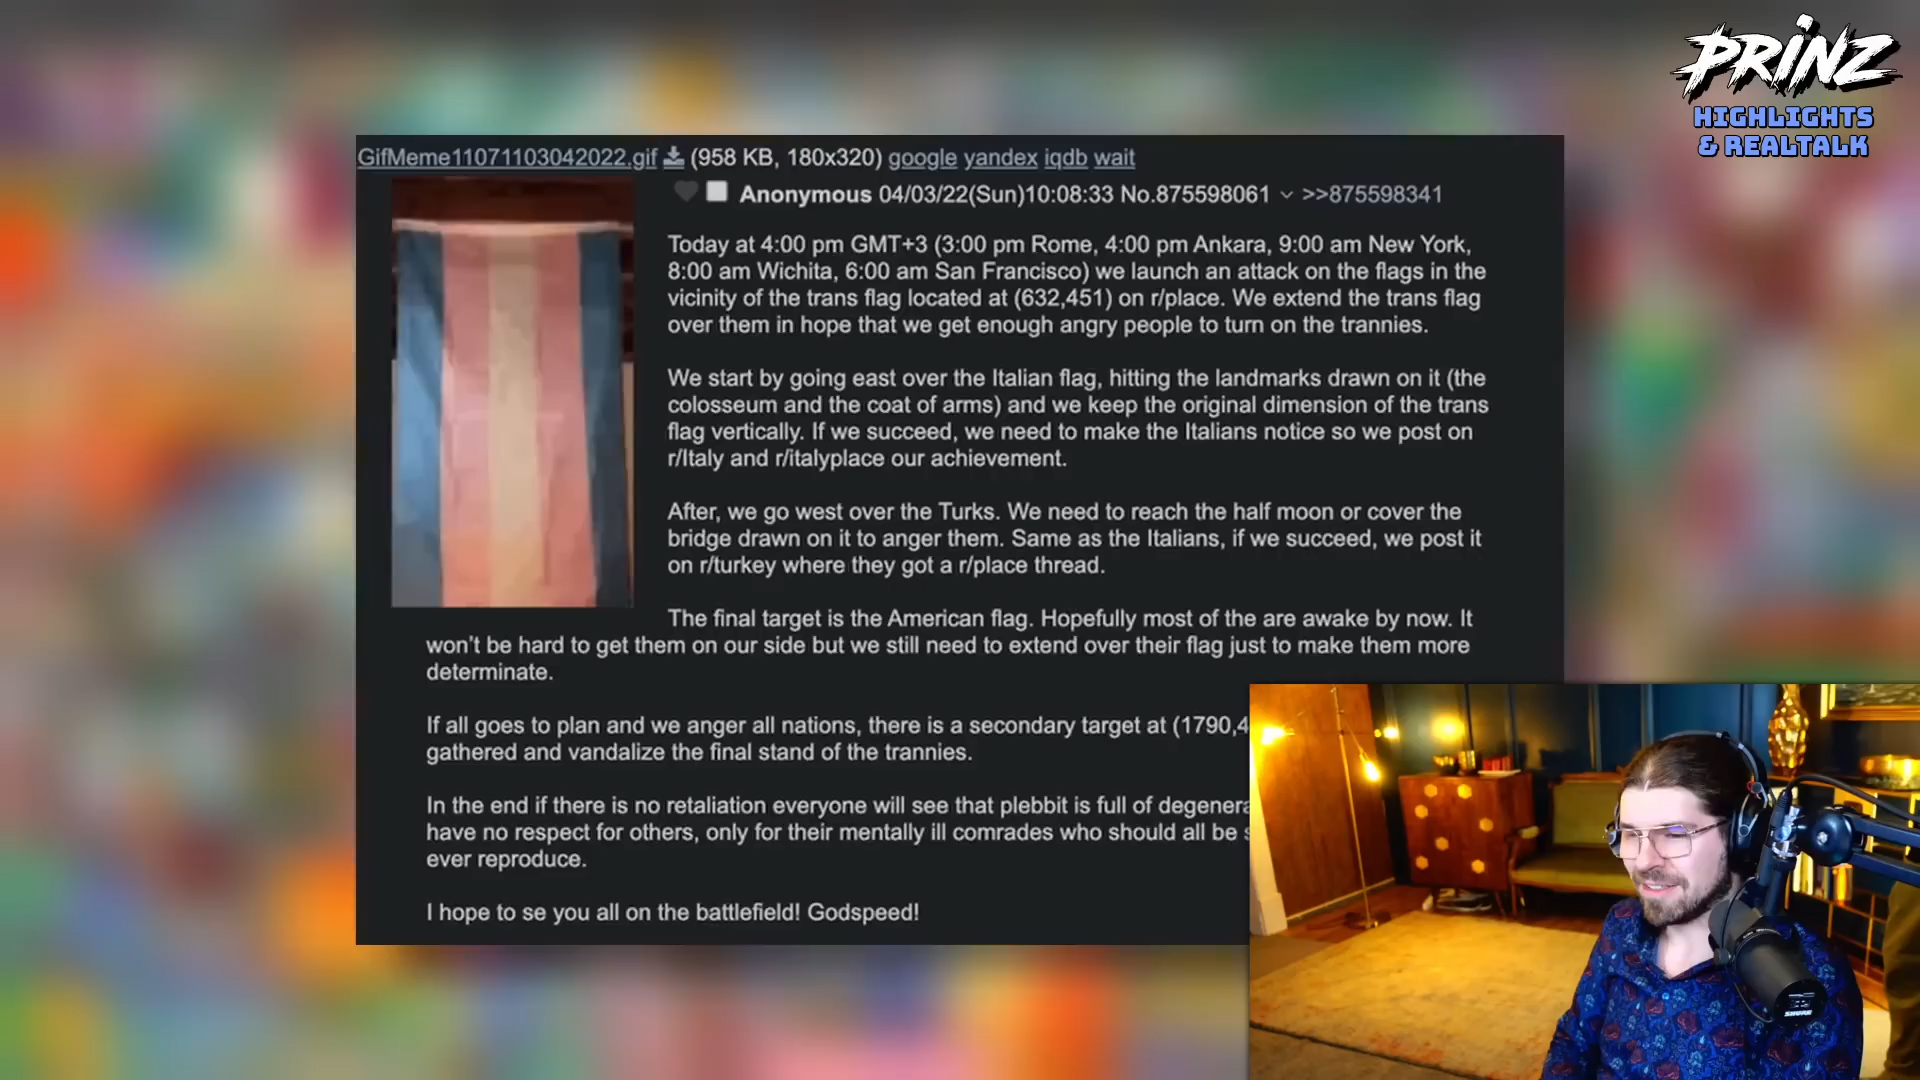 PRINZ
HIGHLIGHTS
& REALTALK
GifMeme11071103042022.gif (958 KB, 180x320) google yandex iqdb wait
Anonymous 04/03/22(Sun)10:08:33 No.875598061 >>875598341
Today at 4:00 pm GMT+3 (3:00 pm Rome, 4:00 pm Ankara, 9:00 am New York,
8:00 am Wichita, 6:00 am San Francisco) we launch an attack on the flags in the
vicinity of the trans flag located at (632,451) on r/place. We extend the trans flag
over them in hope that we get enough angry people to turn on the trannies.
We start by going east over the Italian flag, hitting the landmarks drawn on it (the
colosseum and the coat of arms) and we keep the original dimension of the trans
flag vertically. If we succeed, we need to make the Italians notice so we post on
r/Italy and r/italyplace our achievement.
After, we go west over the Turks. We need to reach the half moon or cover the
bridge drawn on it to anger them. Same as the Italians, if we succeed, we post it
on r/turkey where they got a r/place thread.
The final target is the American flag. Hopefully most of the are awake by now. It
won't be hard to get them on our side but we still need to extend over their flag just to make them more
determinate.
If all goes to plan and we anger all nations, there is a secondary target at (1790,4
gathered and vandalize the final stand of the trannies.
In the end if there is no retaliation everyone will see that plebbit is full of degenera
have no respect for others, only for their mentally ill comrades who should all be s
ever reproduce.
I hope to se you all on the battlefield! Godspeed!
SHURE